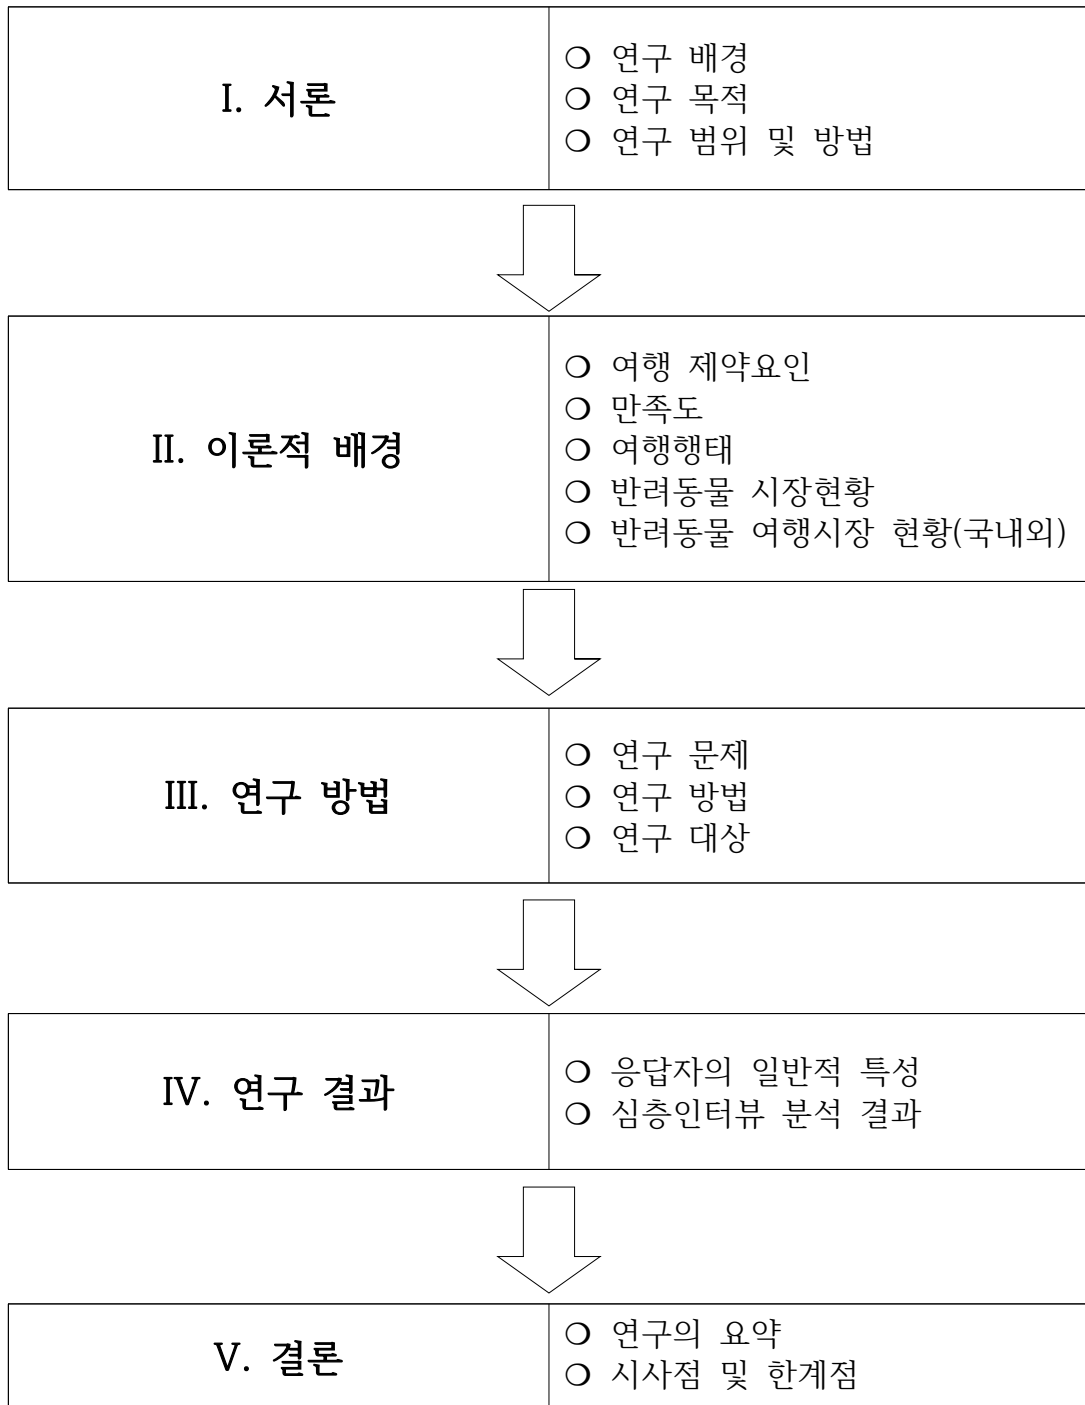 I. 서론
❍ 연구 배경
❍ 연구 목적
❍ 연구 범위 및 방법
II. 이론적 배경
❍ 여행 제약요인
❍ 만족도
❍ 여행행태
❍ 반려동물 시장현황
❍ 반려동물 여행시장 현황(국내외)
III. 연구 방법
❍ 연구 문제
❍ 연구 방법
❍ 연구 대상
IV. 연구 결과
❍ 응답자의 일반적 특성
❍ 심층인터뷰 분석 결과
V. 결론
❍ 연구의 요약
❍ 시사점 및 한계점